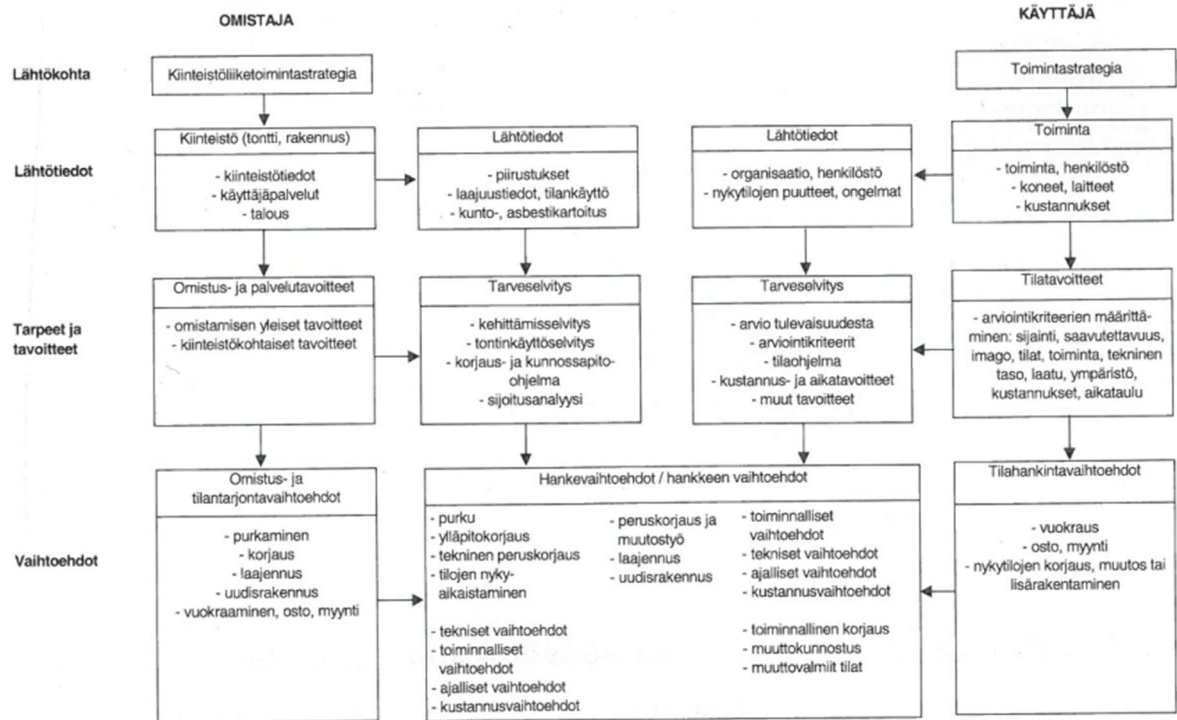 OMISTAJA
KÄYTTÄJÄ
Lähtökohta
Kiinteistöliiketoimintastrategia
Toimintastrategia
Lähtötiedot
Kiinteistö (tontti, rakennus)
- kiinteistötiedot
- käyttäjäpalvelut
- talous
Lähtötiedot
- piirustukset
- laajuustiedot, tilankäyttö
- kunto-, asbestikartoitus
Lähtötiedot
- organisaatio, henkilöstö
- nykytilojen puutteet, ongelmat
Toiminta
- toiminta, henkilöstö
- koneet, laitteet
- kustannukset
Tarpeet ja
tavoitteet
Omistus- ja palvelutavoitteet
- omistamisen yleiset tavoitteet
- kiinteistökohtaiset tavoitteet
Tarveselvitys
- kehittämisselvitys
- tontinkäyttöselvitys
- korjaus- ja kunnossapito-
ohjelma
- sijoitusanalyysi
Tarveselvitys
- arvio tulevaisuudesta
- arviointikriteerit
- tilaohjelma
- kustannus- ja aikatavoitteet
- muut tavoitteet
Tilatavoitteet
- arviointikriteerien määrittä-
minen: sijainti, saavutettavuus,
imago, tilat, toiminta, tekninen
taso, laatu, ympäristö,
kustannukset, aikataulu
Vaihtoehdot
Omistus- ja
tilantarjontavaihtoehdot
- purkaminen
- korjaus
- laajennus
- uudisrakennus
- vuokraaminen, osto, myynti
Hankevaihtoehdot / hankkeen vaihtoehdot
- purku
- ylläpitokorjaus
- tekninen peruskorjaus
- tilojen nyky-
aikaistaminen
- tekniset vaihtoehdot
- toiminnalliset
vaihtoehdot
- ajalliset vaihtoehdot
- kustannusvaihtoehdot
- peruskorjaus ja
muutostyö
- laajennus
- uudisrakennus
- toiminnalliset
vaihtoehdot
- tekniset vaihtoehdot
- ajalliset vaihtoehdot
- kustannusvaihtoehdot
- toiminnallinen korjaus
- muuttokunnostus
- muuttovalmiit tilat
Tilahankintavaihtoehdot
- vuokraus
- osto, myynti
- nykytilojen korjaus, muutos tai
lisärakentaminen